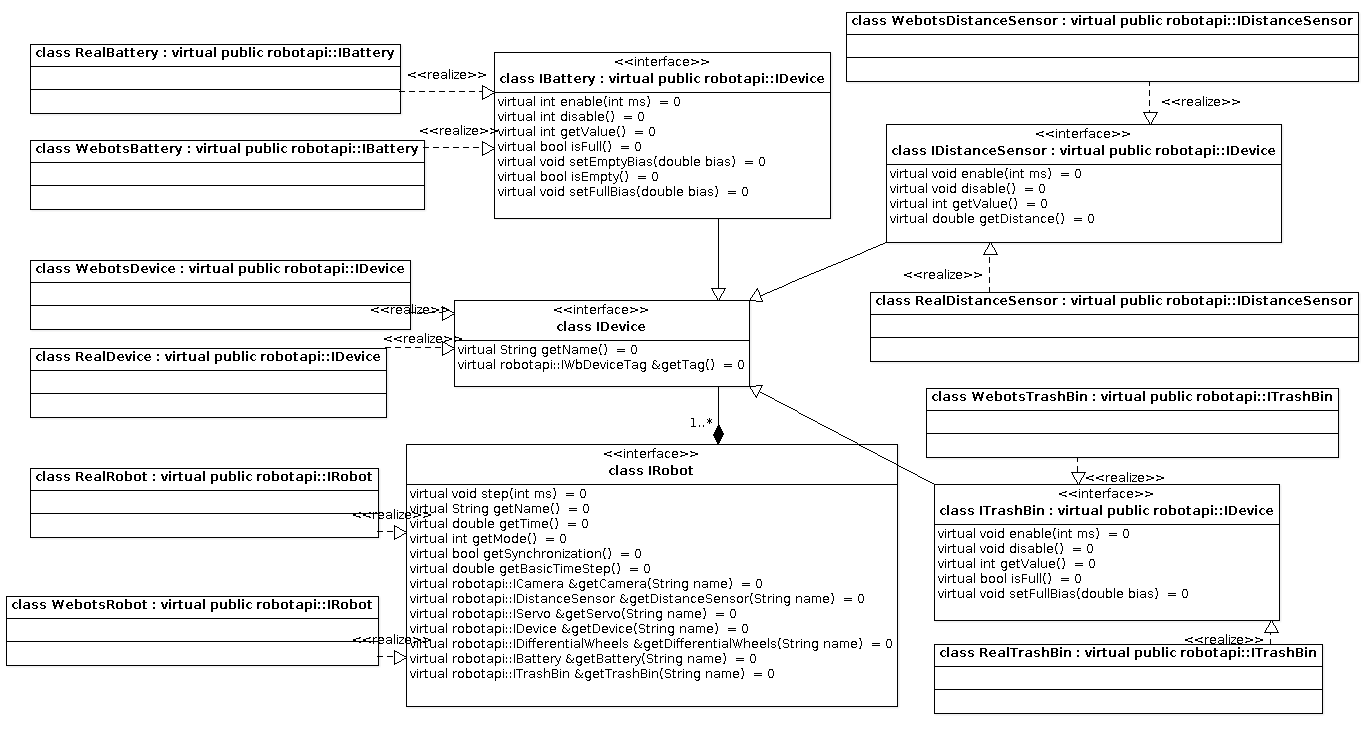 class WebotsDistanceSensor : virtual public robotapi::IDistanceSensor
class RealBattery : virtual public robotapi::IBattery
<<realize>>
<<interface>>
class IBattery : virtual public robotapi::IDevice
virtual int enable(int ms)  = 0
virtual int disable()  = 0
virtual int getValue()  = 0
virtual bool isFull()  = 0
virtual void setEmptyBias(double bias)  = 0
virtual bool isEmpty()  = 0
virtual void setFullBias(double bias)  = 0
<<realize>>
class WebotsBattery : virtual public robotapi::IBattery
<<realize>>
<<interface>>
class IDistanceSensor : virtual public robotapi::IDevice
virtual void enable(int ms)  = 0
virtual void disable()  = 0
virtual int getValue()  = 0
virtual double getDistance()  = 0
<<realize>>
class RealDistanceSensor : virtual public robotapi::IDistanceSensor
class WebotsDevice : virtual public robotapi::IDevice
<<realize>>
<<interface>>
class IDevice
virtual String getName()  = 0
virtual robotapi::IWbDeviceTag &getTag()  = 0
<<realize>>
class RealDevice : virtual public robotapi::IDevice
1..*
class WebotsTrashBin : virtual public robotapi::ITrashBin
<<realize>>
<<interface>>
class IRobot
virtual void step(int ms)  = 0
virtual String getName()  = 0
virtual double getTime()  = 0
virtual int getMode()  = 0
virtual bool getSynchronization()  = 0
virtual double getBasicTimeStep()  = 0
virtual robotapi::ICamera &getCamera(String name)  = 0
virtual robotapi::IDistanceSensor &getDistanceSensor(String name)  = 0
virtual robotapi::IServo &getServo(String name)  = 0
virtual robotapi::IDevice &getDevice(String name)  = 0
virtual robotapi::IDifferentialWheels &getDifferentialWheels(String name)  = 0
virtual robotapi::IBattery &getBattery(String name)  = 0
virtual robotapi::ITrashBin &getTrashBin(String name)  = 0
class RealRobot : virtual public robotapi::IRobot
<<realize>>
class WebotsRobot : virtual public robotapi::IRobot
<<realize>>
<<interface>>
class ITrashBin : virtual public robotapi::IDevice
virtual void enable(int ms)  = 0
virtual void disable()  = 0
virtual int getValue()  = 0
virtual bool isFull()  = 0
virtual void setFullBias(double bias)  = 0
<<realize>>
class RealTrashBin : virtual public robotapi::ITrashBin